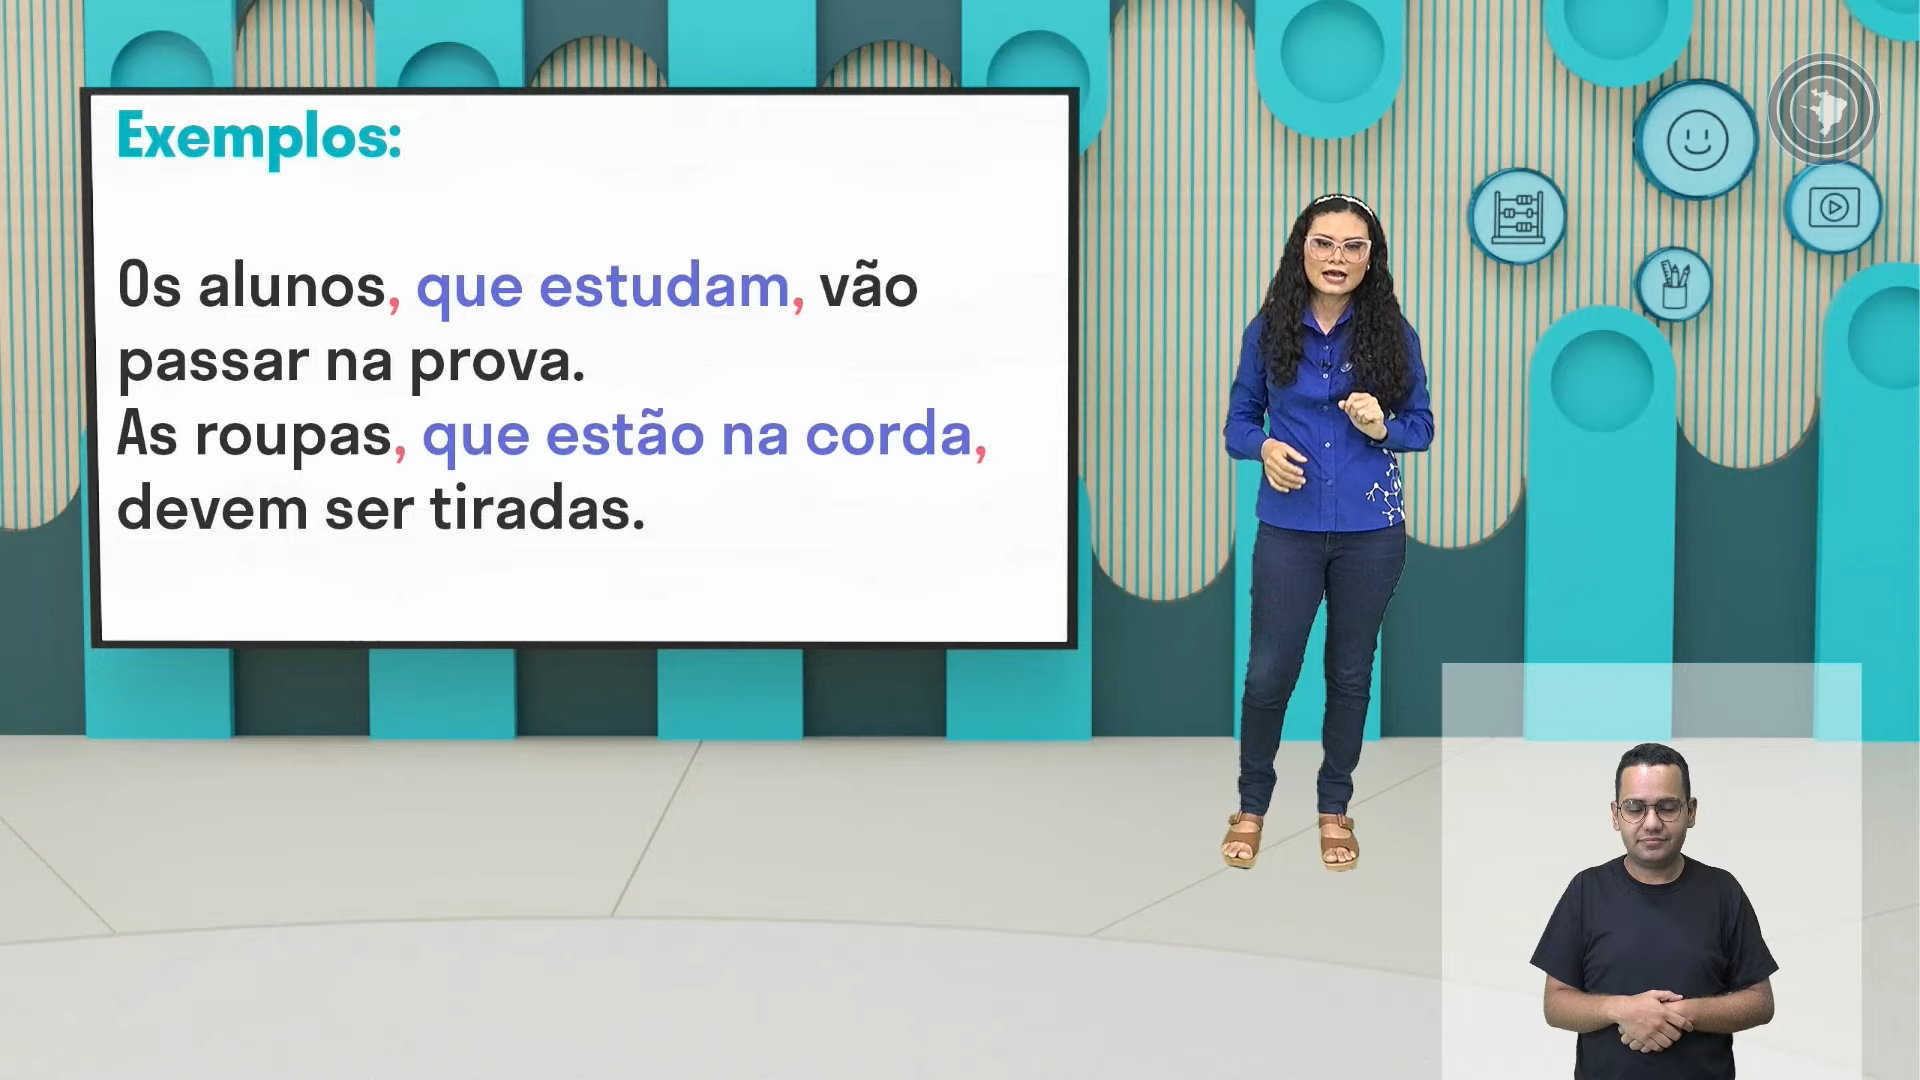 Exemplos:
Os alunos, que estudam, vão
passar na prova.
As roupas, que estão na corda,
devem ser tiradas.